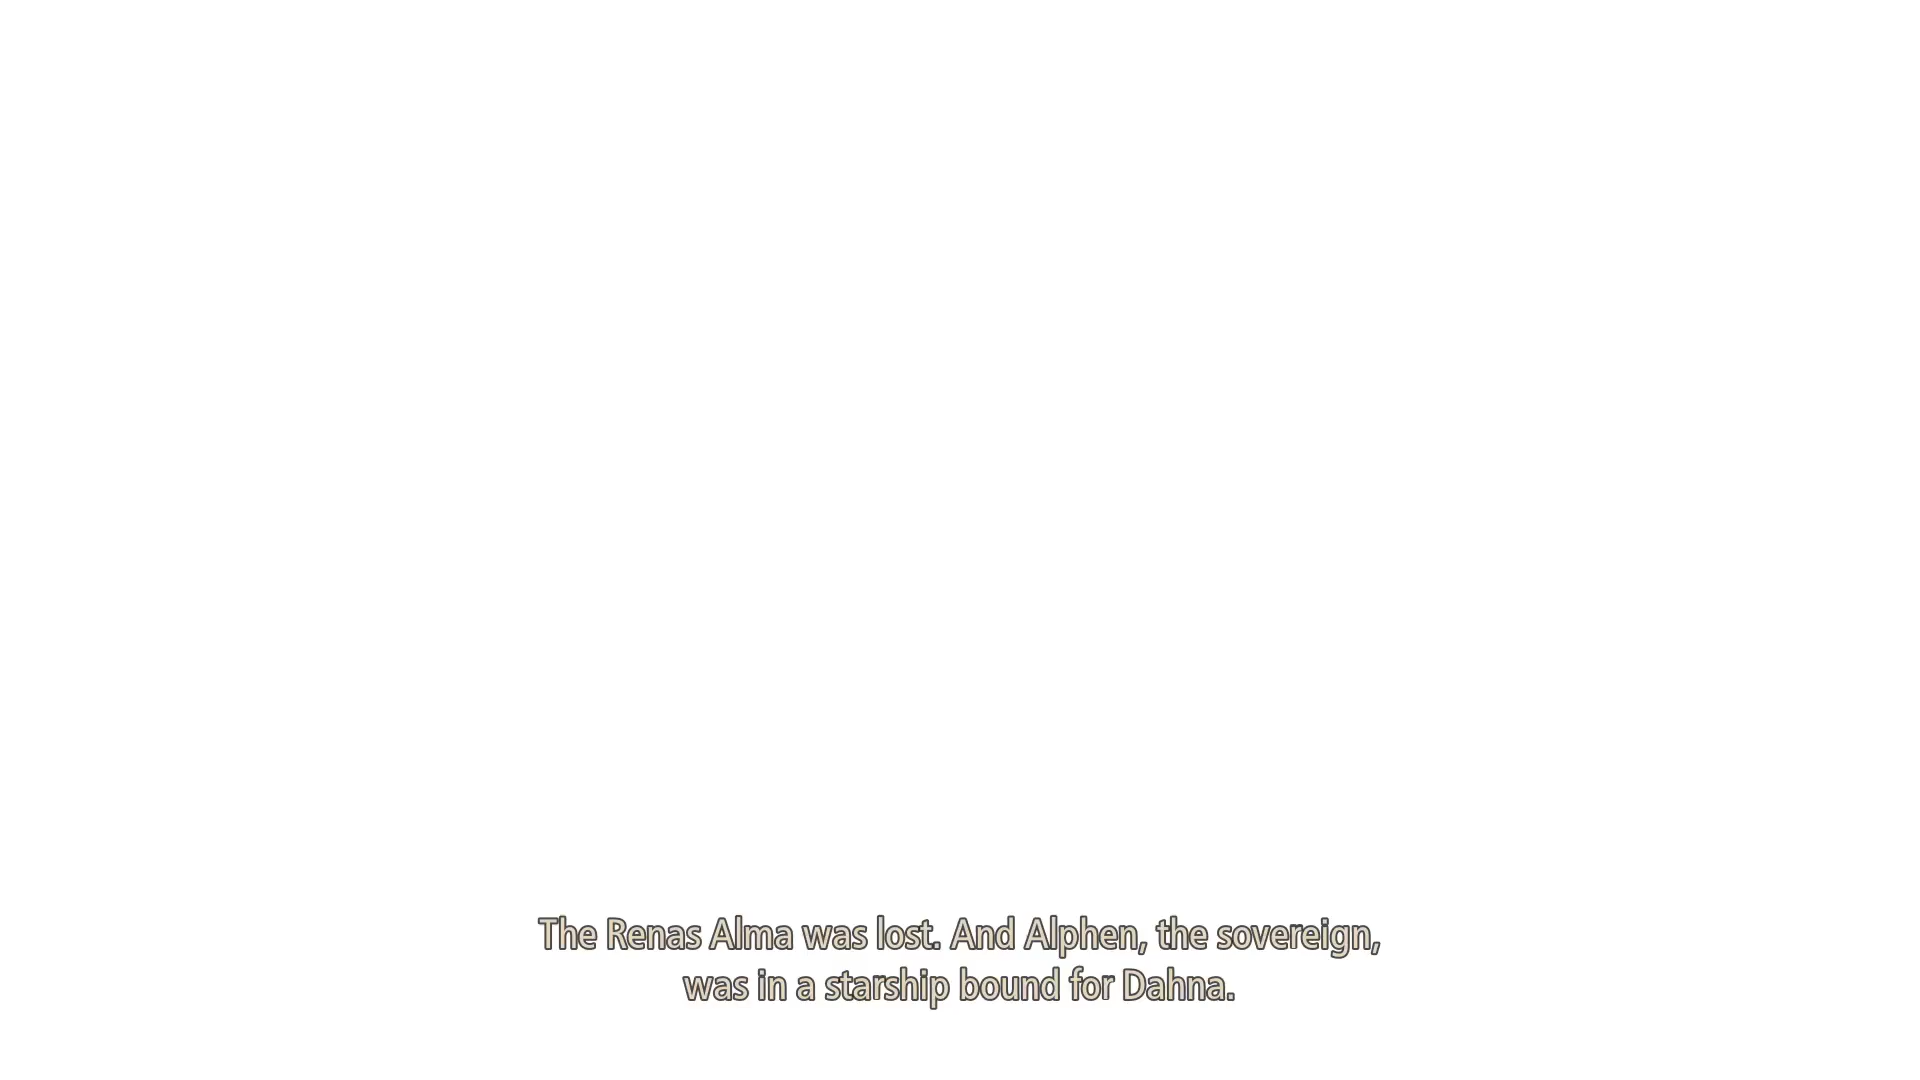 The Renas Alma was lost. And Alphen, the sovereign,
was in a starship bound for Dahna.